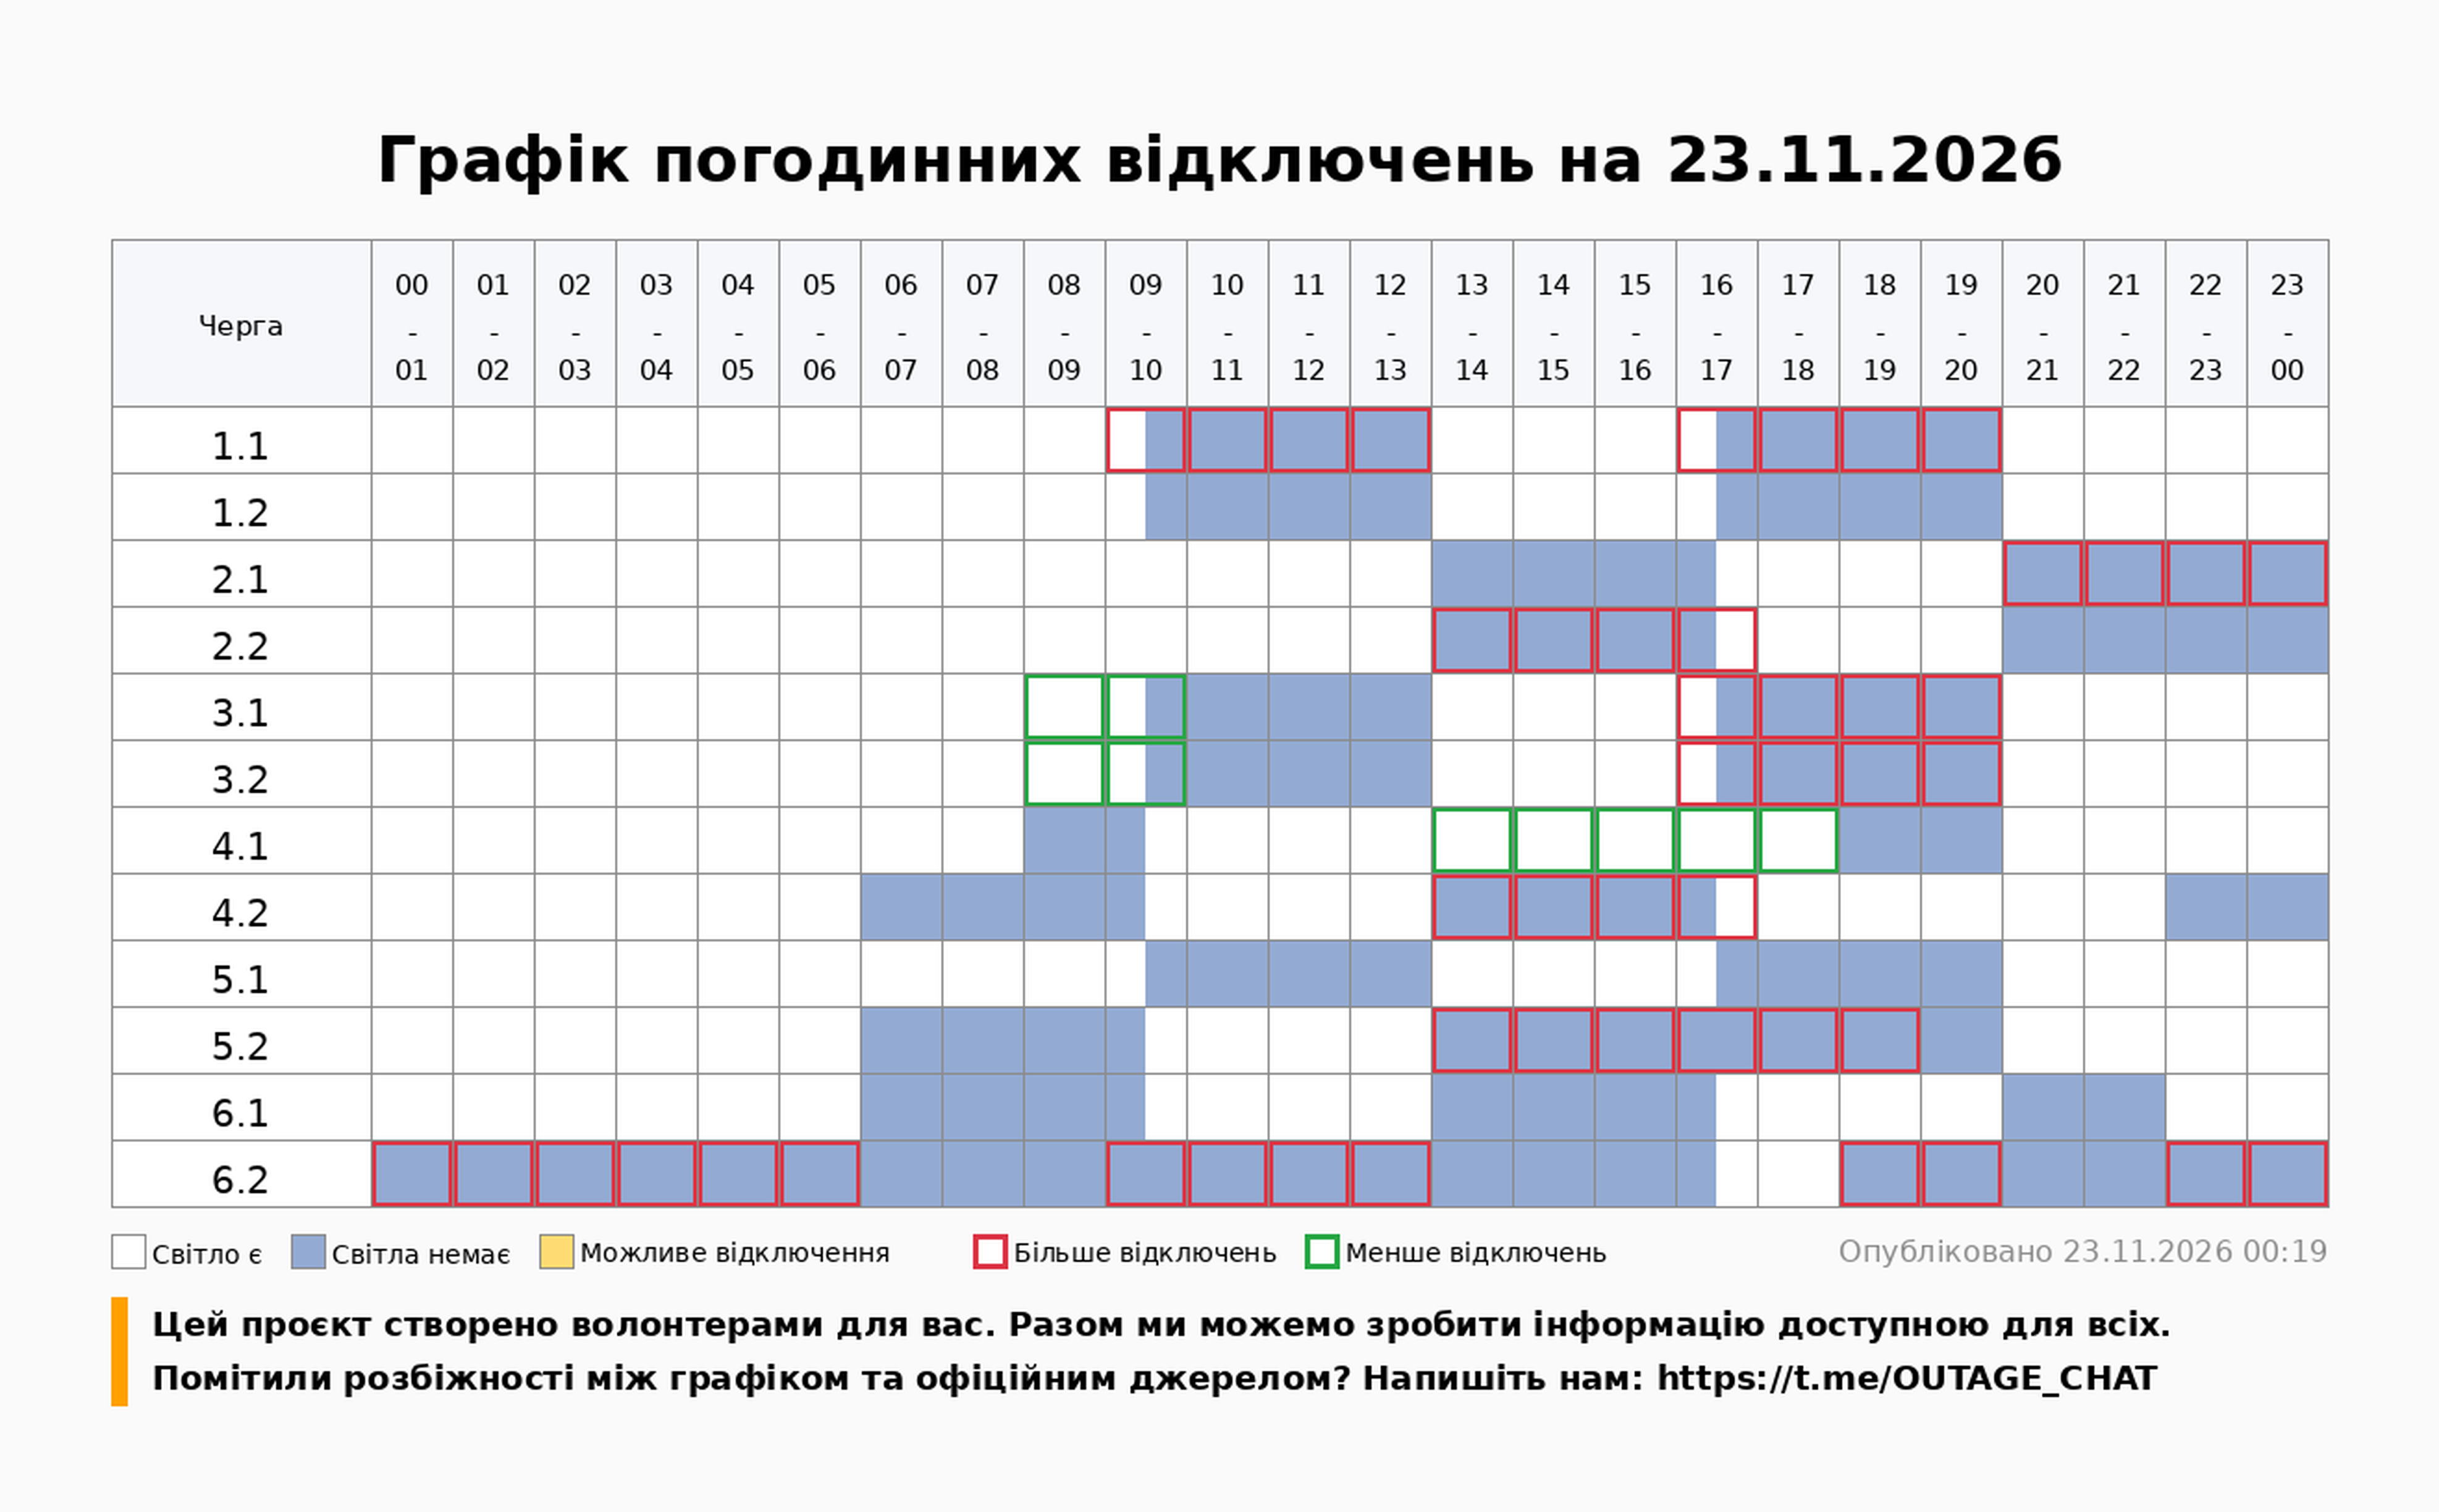 Графік погодинних відключень на 23.11.2026
Черга 00 - 01 01 - 02 02 - 03 03 - 04 04 - 05 05 - 06 06 - 07 07 - 08 08 - 09 09 - 10 10 - 11 11 - 12 12 - 13 13 - 14 14 - 15 15 - 16 16 - 17 17 - 18 18 - 19 19 - 20 20 - 21 21 - 22 22 - 23 23 - 00
1.1
1.2
2.1
2.2
3.1
3.2
4.1
4.2
5.1
5.2
6.1
6.2
Світло є Світла немає Можливе відключення Більше відключень Менше відключень Опубліковано 23.11.2026 00:19
Цей проєкт створено волонтерами для вас. Разом ми можемо зробити інформацію доступною для всіх.
Помітили розбіжності між графіком та офіційним джерелом? Напишіть нам: https://t.me/OUTAGE_CHAT